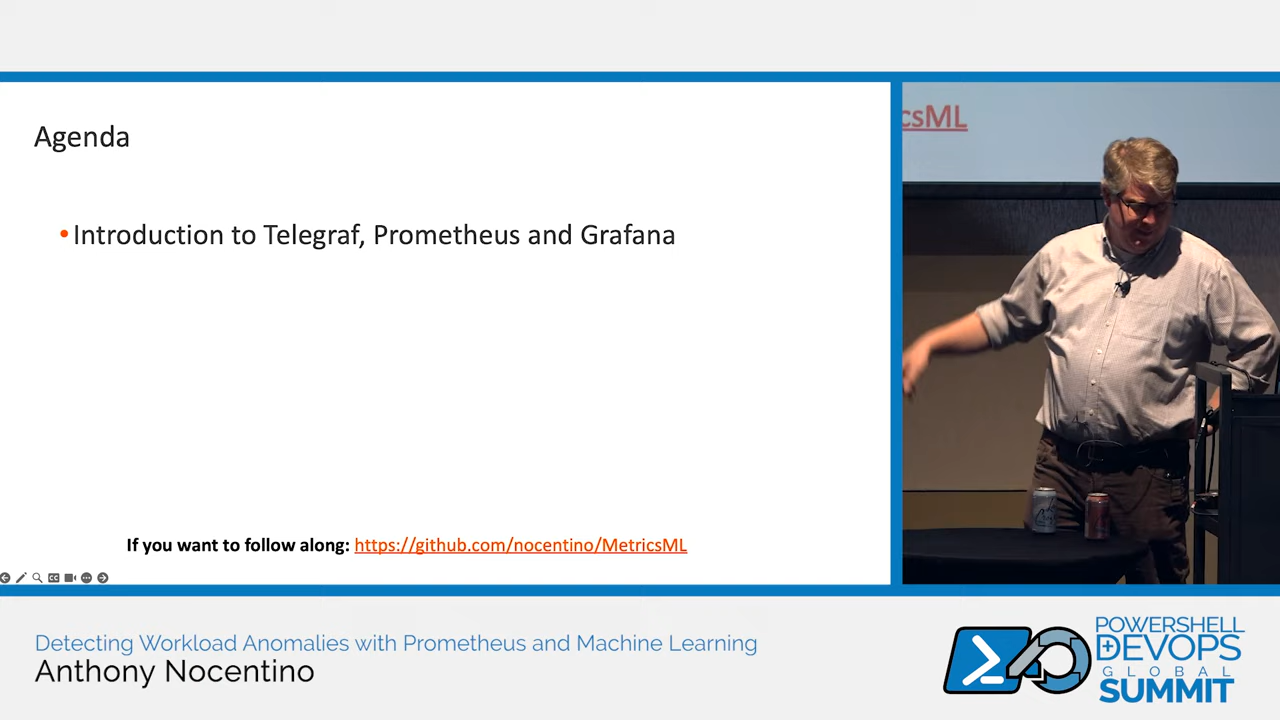 Agenda
•Introduction to Telegraf, Prometheus and Grafana
If you want to follow along: https://github.com/nocentino/MetricsML
csML
Detecting Workload Anomalies with Prometheus and Machine Learning
Anthony Nocentino
POWERSHELL
DEVOPS
GLOBAL
SUMMIT